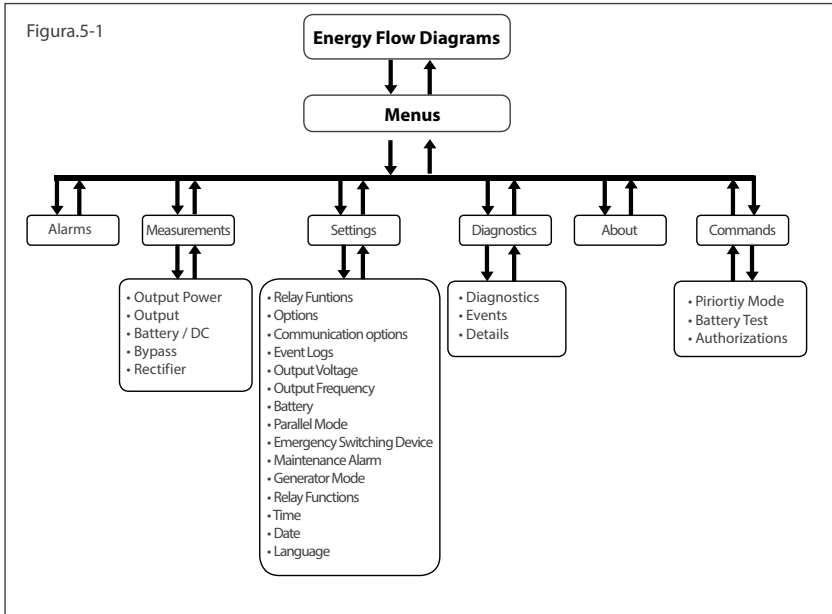 Figura.5-1
Energy Flow Diagrams
Menus
Alarms
Measurements
Settings
Diagnostics
About
Commands
• Output Power
• Output
• Battery / DC
• Bypass
• Rectifier
• Relay Funtions
• Options
• Communication options
• Event Logs
• Output Voltage
• Output Frequency
• Battery
• Parallel Mode
• Emergency Switching Device
• Maintenance Alarm
• Generator Mode
• Relay Functions
• Time
• Date
• Language
• Diagnostics
• Events
• Details
• Piriortiy Mode
• Battery Test
• Authorizations